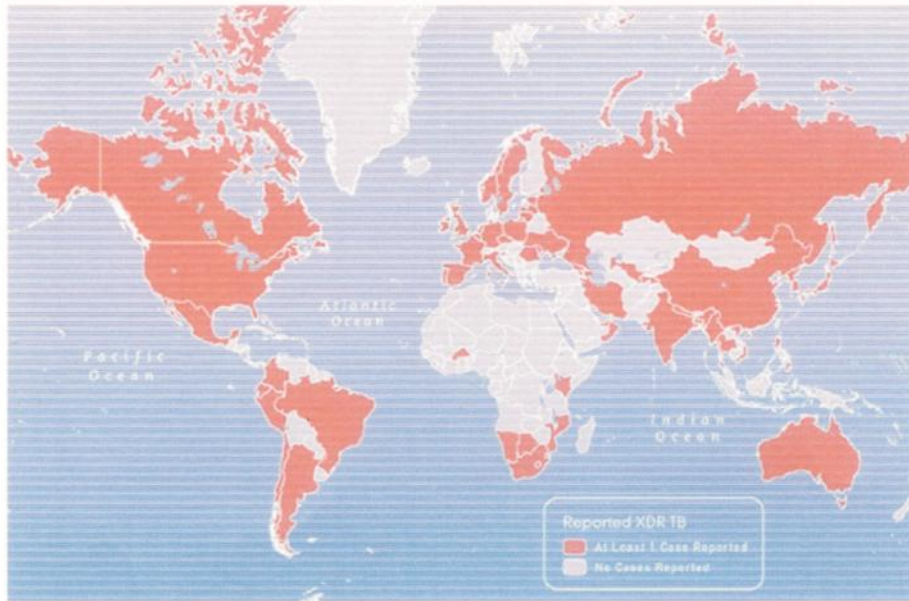 Atlantic
Ocean
Pacific
Ocean
Indian
Ocean
Reported XDR TB
At Least 1 Case Reported
No Cases Reported